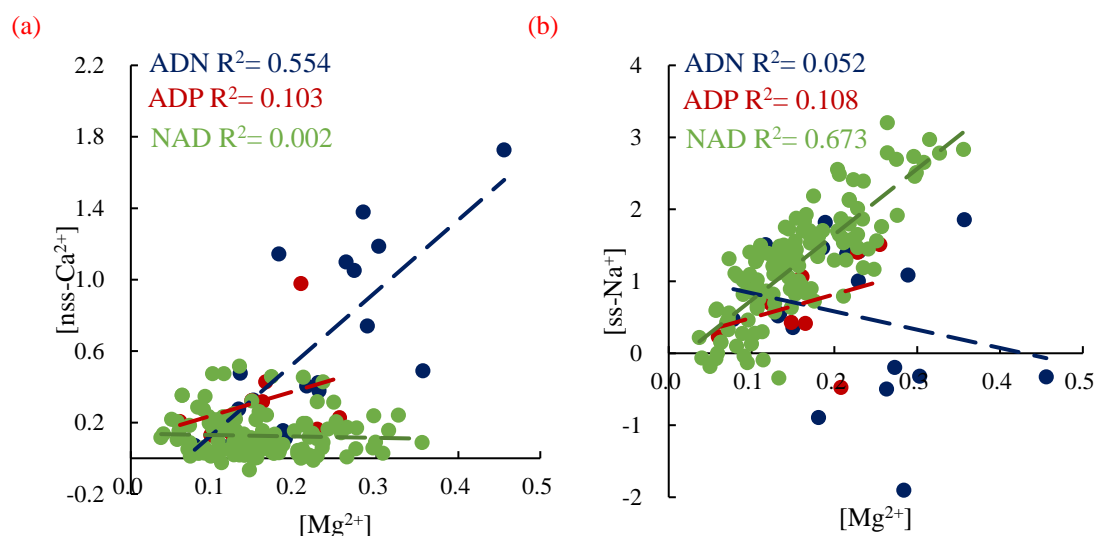 (a)
ADN R²= 0.554
ADP R²= 0.103
NAD R²= 0.002
[nss-Ca²⁺]
2.2
1.8
1.4
1.0
0.6
0.2
-0.2
0.0 0.1 0.2 0.3 0.4 0.5
[Mg²⁺]
(b)
ADN R²= 0.052
ADP R²= 0.108
NAD R²= 0.673
[ss-Na⁺]
4
3
2
1
0
-1
-2
0.0 0.1 0.2 0.3 0.4 0.5
[Mg²⁺]